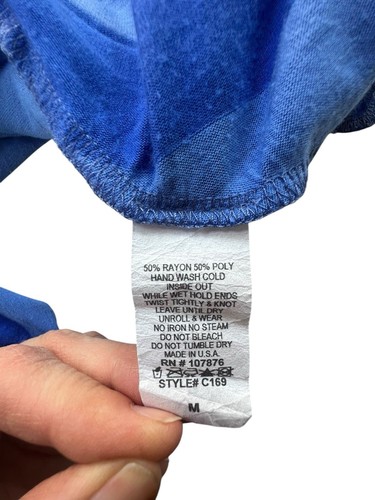 50% RAYON 50% POLY
HAND WASH COLD
INSIDE OUT
WHILE WET HOLD ENDS
TWIST TIGHTLY & KNOT
LEAVE UNTIL DRY
UNROLL & WEAR
NO IRON NO STEAM
DO NOT BLEACH
DO NOT TUMBLE DRY
MADE IN U.S.A.
RN # 107876
STYLE# C169
M